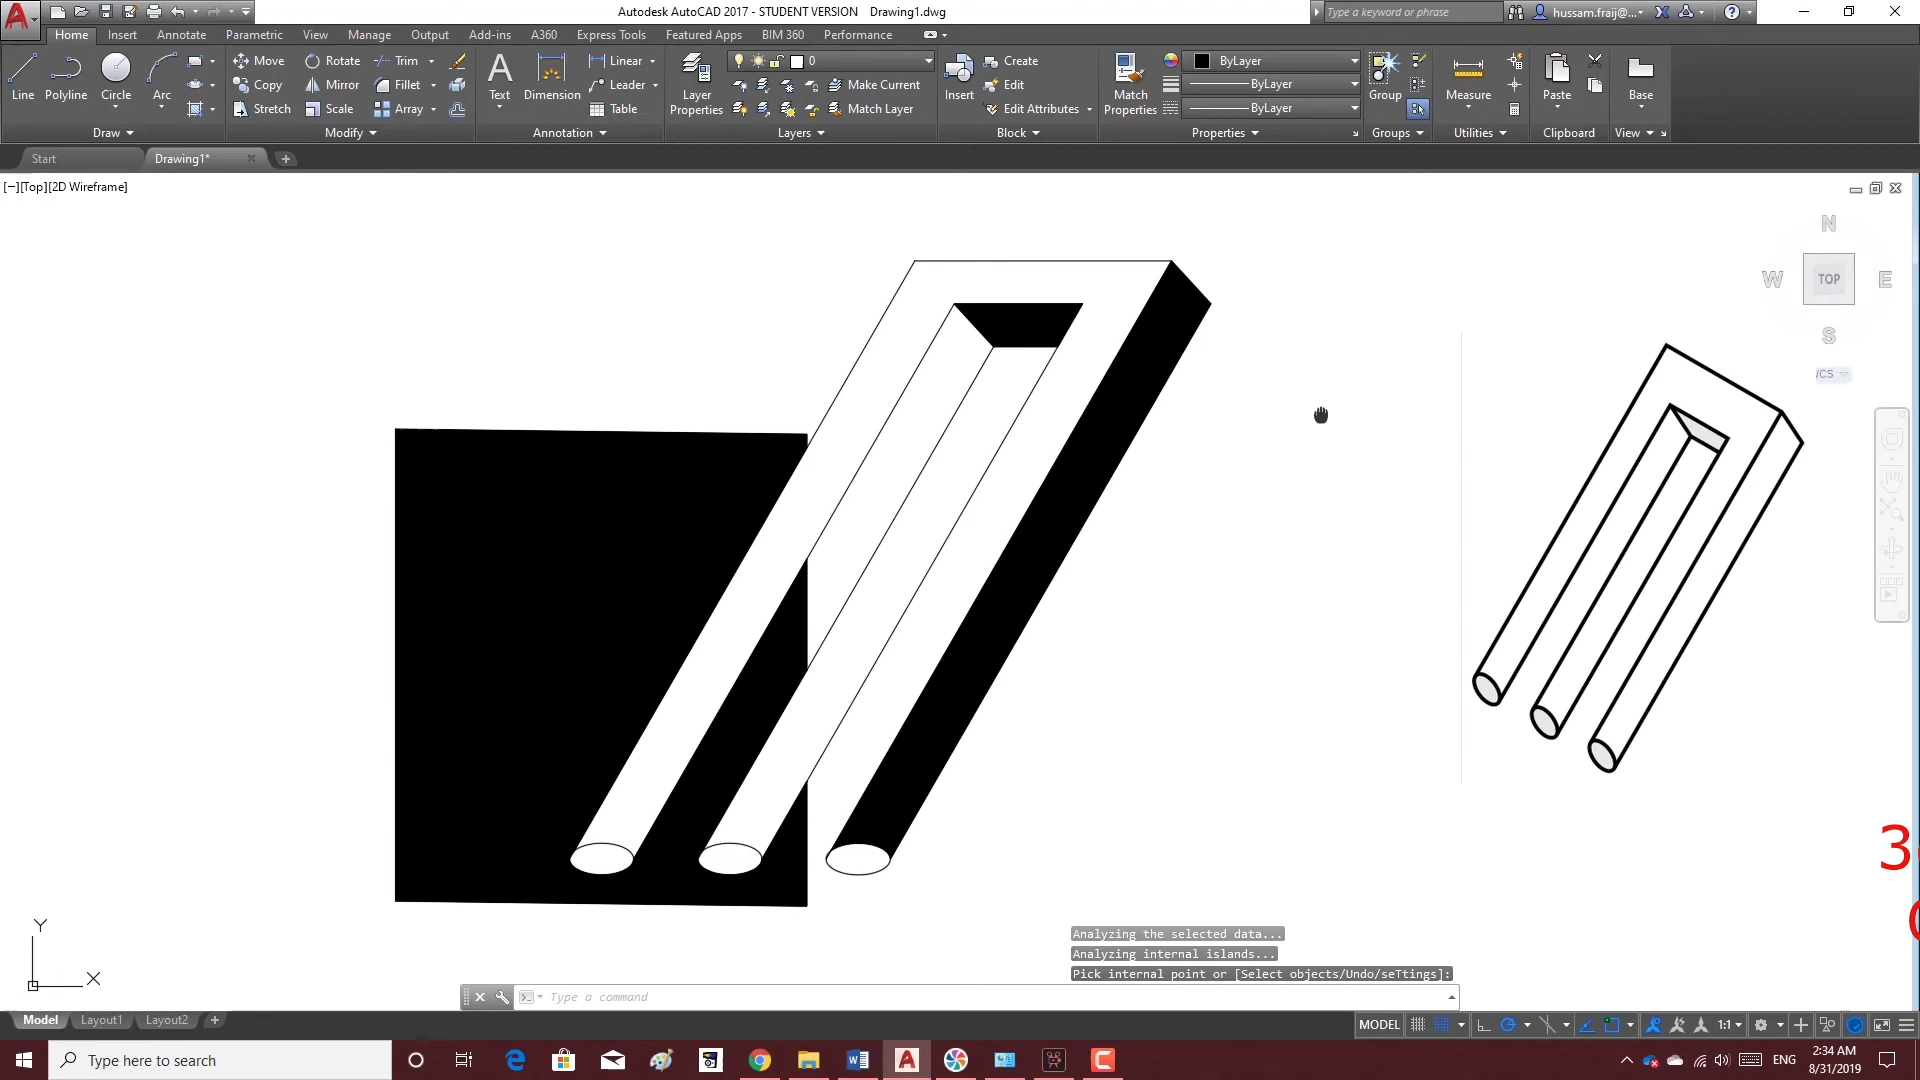 Autodesk AutoCAD 2017 - STUDENT VERSION Drawing1.dwg
Type a keyword or phrase
hussam.fraij@...
Home Insert Annotate Parametric View Manage Output Add-ins A360 Express Tools Featured Apps BIM 360 Performance
Line Polyline Circle Arc
Move Rotate Trim
Copy Mirror Fillet
Stretch Scale Array
Text Dimension
Linear
Leader
Table
Layer Properties
0
Make Current
Match Layer
Insert
Create
Edit
Edit Attributes
Match Properties
ByLayer
ByLayer
ByLayer
Group
Measure
Paste
Base
Draw Modify Annotation Layers Block Properties Groups Utilities Clipboard View
Start Drawing1*
[−][Top][2D Wireframe]
N
W TOP E
S
3
Y
X
Analyzing the selected data...
Analyzing internal islands...
Pick internal point or [Select objects/Undo/seTtings]:
Type a command
Model Layout1 Layout2
MODEL 1:1
Type here to search
ENG
2:34 AM
8/31/2019